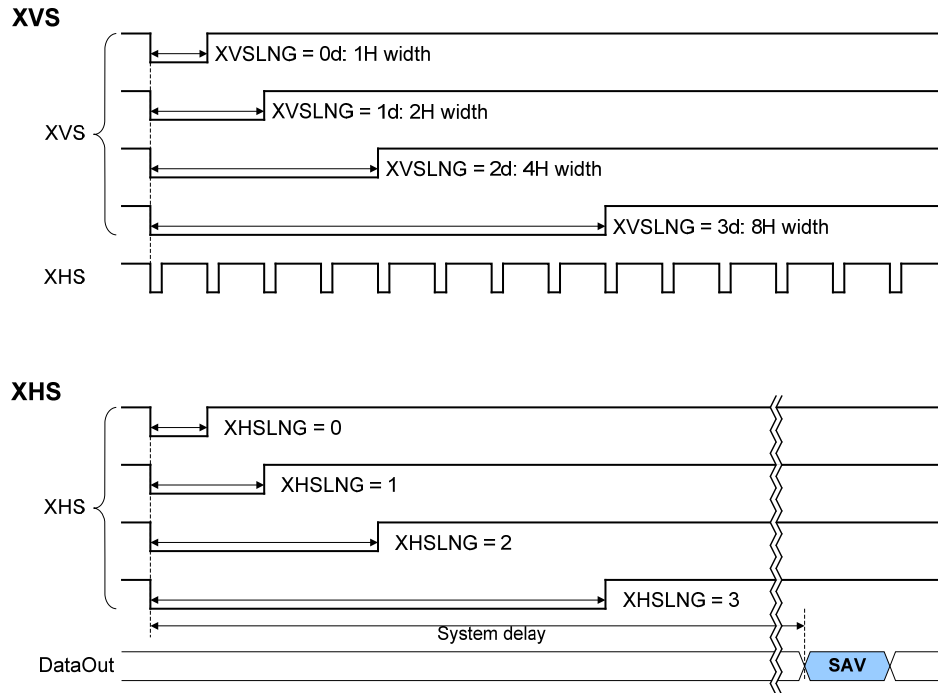 XVS
XVSLNG = 0d: 1H width
XVSLNG = 1d: 2H width
XVS
XVSLNG = 2d: 4H width
XVSLNG = 3d: 8H width
XHS
XHS
XHSLNG = 0
XHSLNG = 1
XHS
XHSLNG = 2
XHSLNG = 3
System delay
DataOut
SAV